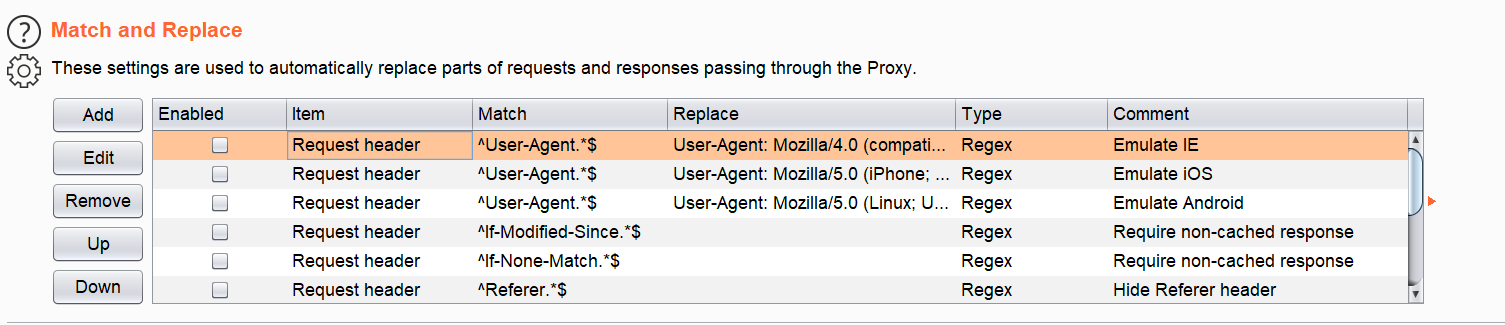 Match and Replace
These settings are used to automatically replace parts of requests and responses passing through the Proxy.
Add
Edit
Remove
Up
Down
Enabled Item Match Replace Type Comment
Request header ^User-Agent.*$ User-Agent: Mozilla/4.0 (compati... Regex Emulate IE
Request header ^User-Agent.*$ User-Agent: Mozilla/5.0 (iPhone; ... Regex Emulate iOS
Request header ^User-Agent.*$ User-Agent: Mozilla/5.0 (Linux; U... Regex Emulate Android
Request header ^If-Modified-Since.*$ Regex Require non-cached response
Request header ^If-None-Match.*$ Regex Require non-cached response
Request header ^Referer.*$ Regex Hide Referer header